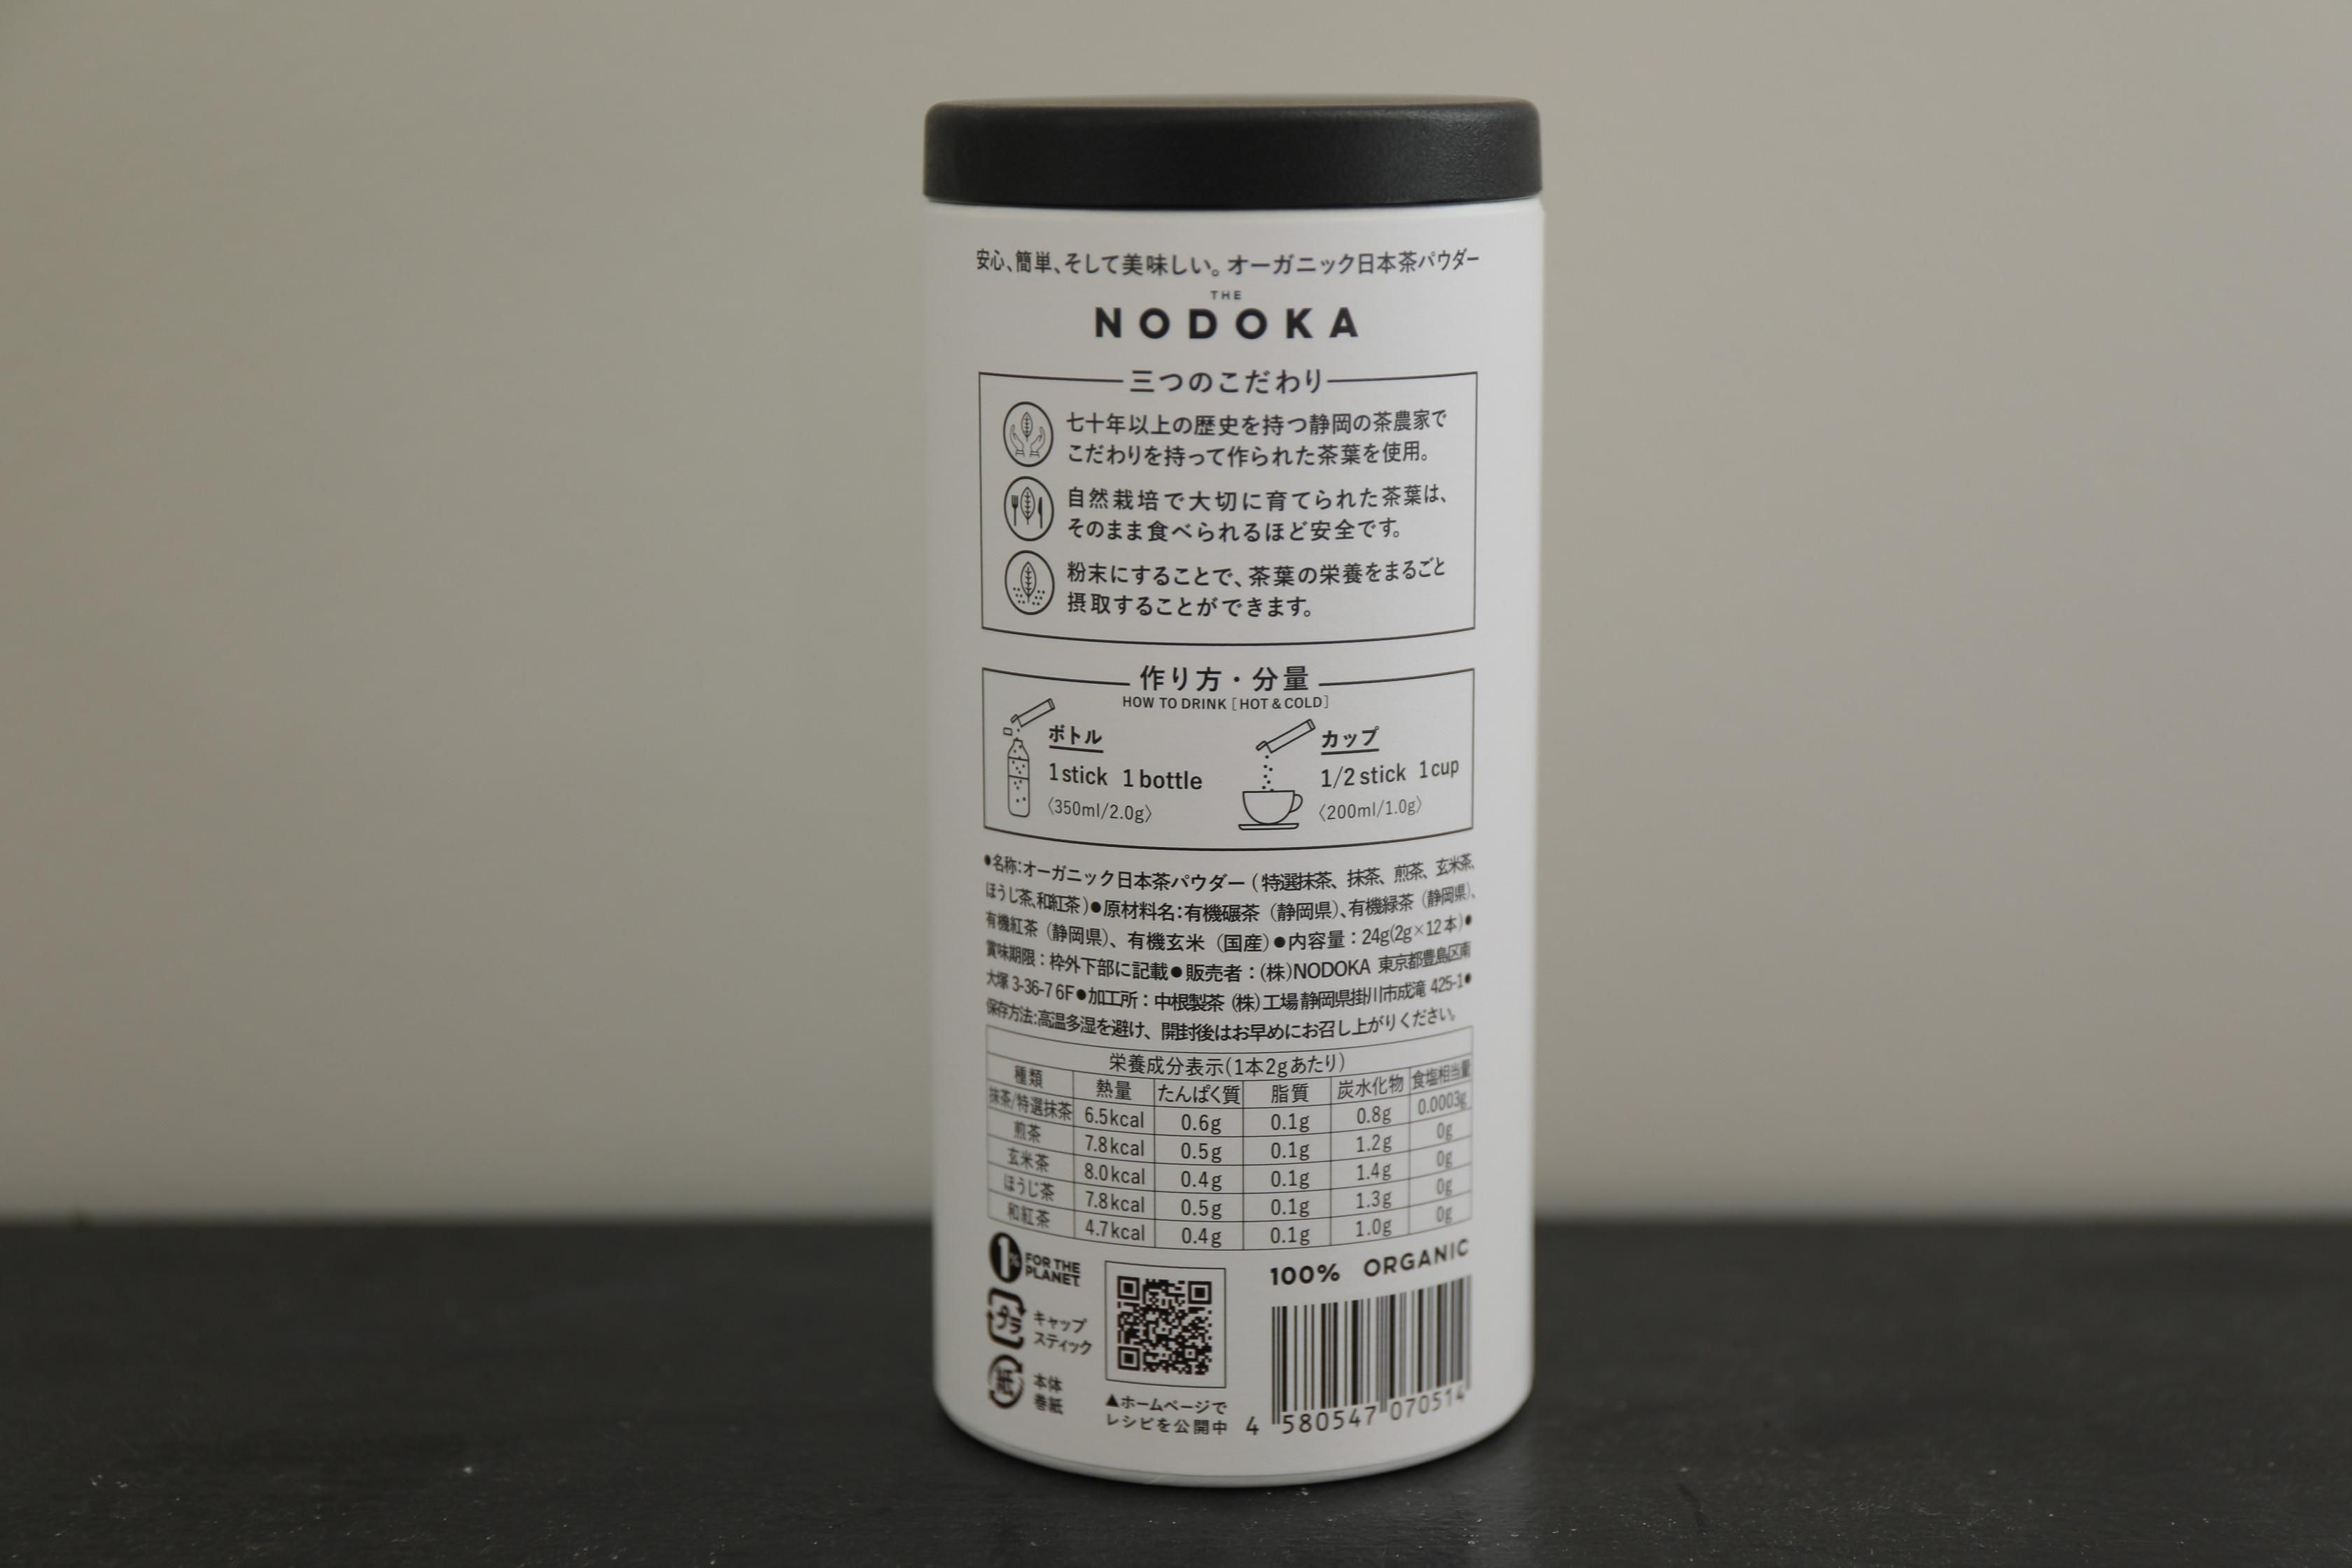 安心、簡単、そして美味しい。オーガニック日本茶パウダー
THE
NODOKA
三つのこだわり
七十年以上の歴史を持つ静岡の茶農家で
こだわりを持って作られた茶葉を使用。
自然栽培で大切に育てられた茶葉は、
そのまま食べられるほど安全です。
粉末にすることで、茶葉の栄養をまるごと
摂取することができます。
作り方・分量
HOW TO DRINK [HOT & COLD]
ボトル
1 stick 1 bottle
〈350ml/2.0g〉
カップ
1/2 stick 1 cup
〈200ml/1.0g〉
●名称:オーガニック日本茶パウダー（特選抹茶、抹茶、煎茶、玄米茶、
ほうじ茶、和紅茶）●原材料名:有機碾茶（静岡県）、有機緑茶（静岡県）、
有機紅茶（静岡県）、有機玄米（国産）●内容量：24g(2g×12本)●
賞味期限：枠外下部に記載●販売者：(株)NODOKA 東京都豊島区南
大塚 3-36-7 6F●加工所：中根製茶（株）工場 静岡県掛川市成滝 425-1●
保存方法:高温多湿を避け、開封後はお早めにお召し上がりください。
栄養成分表示(1本2gあたり)
種類 熱量 たんぱく質 脂質 炭水化物 食塩相当量
抹茶/特選抹茶 6.5kcal 0.6g 0.1g 0.8g 0.0003g
煎茶 7.8kcal 0.5g 0.1g 1.2g 0g
玄米茶 8.0kcal 0.4g 0.1g 1.4g 0g
ほうじ茶 7.8kcal 0.5g 0.1g 1.3g 0g
和紅茶 4.7kcal 0.4g 0.1g 1.0g 0g
1% FOR THE
PLANET
プラ
キャップ
スティック
紙
本体
巻紙
▲ホームページで
レシピを公開中
100% ORGANIC
4 580547 070514